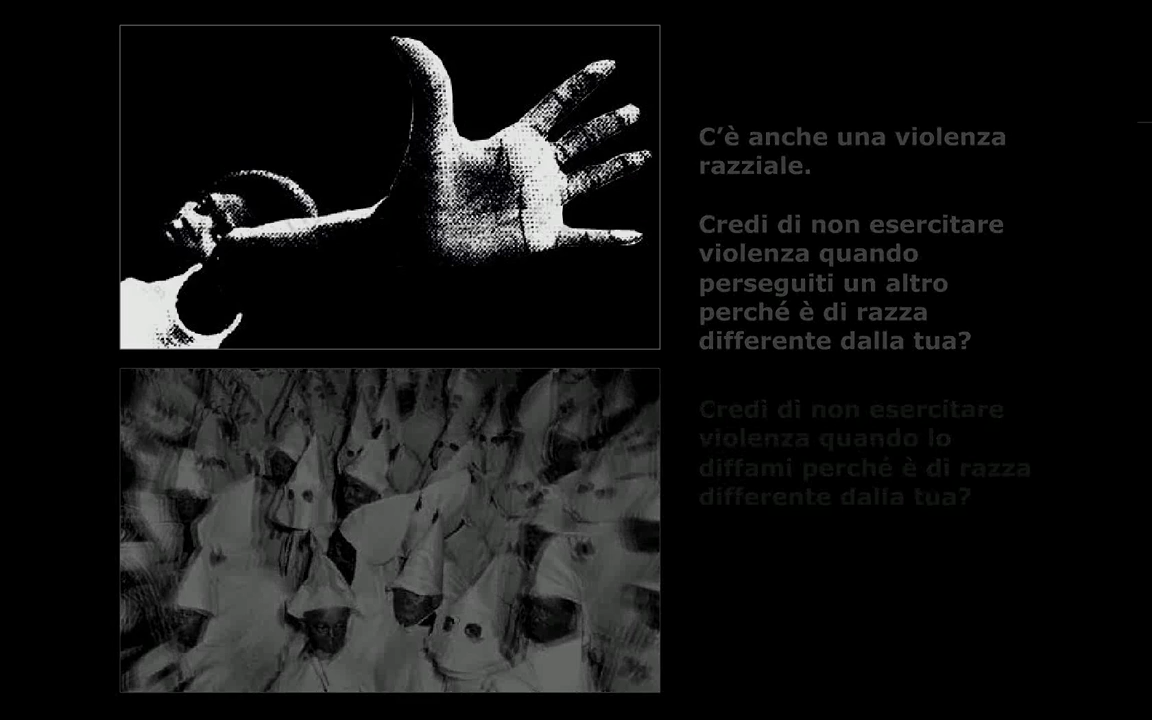 C’è anche una violenza
razziale.
Credi di non esercitare
violenza quando
perseguiti un altro
perché è di razza
differente dalla tua?
Credi di non esercitare
violenza quando lo
diffami perché è di razza
differente dalla tua?